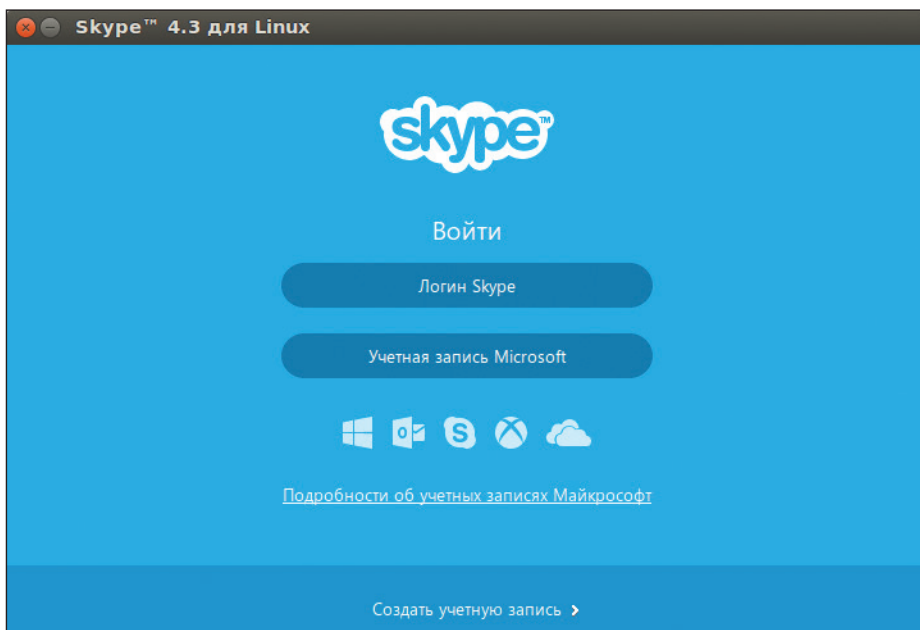 Skype™ 4.3 для Linux
skype™
Войти
Логин Skype
Учетная запись Microsoft
Подробности об учетных записях Майкрософт
Создать учетную запись